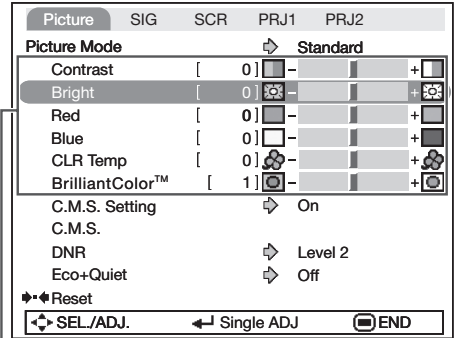 Picture SIG SCR PRJ1 PRJ2
Picture Mode Standard
Contrast [ 0 ] - +
Bright [ 0 ] - +
Red [ 0 ] - +
Blue [ 0 ] - +
CLR Temp [ 0 ] - +
BrilliantColor™ [ 1 ] - +
C.M.S. Setting On
C.M.S.
DNR Level 2
Eco+Quiet Off
Reset
SEL./ADJ. Single ADJ END